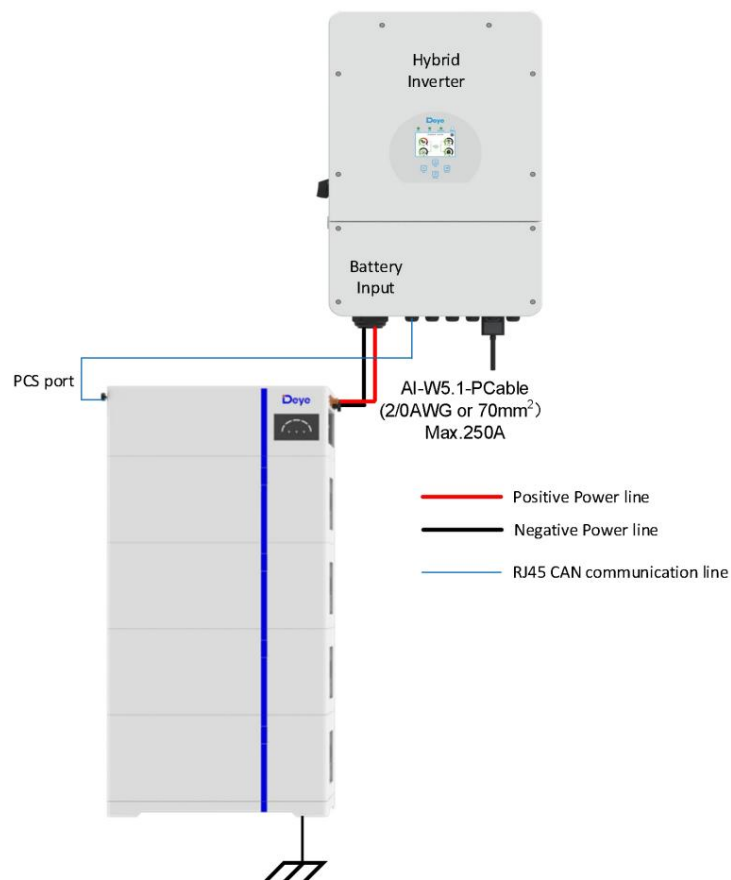 Hybrid
Inverter
Deye
Battery
Input
PCS port
Deye
AI-W5.1-PCable
(2/0AWG or 70mm²)
Max.250A
Positive Power line
Negative Power line
RJ45 CAN communication line